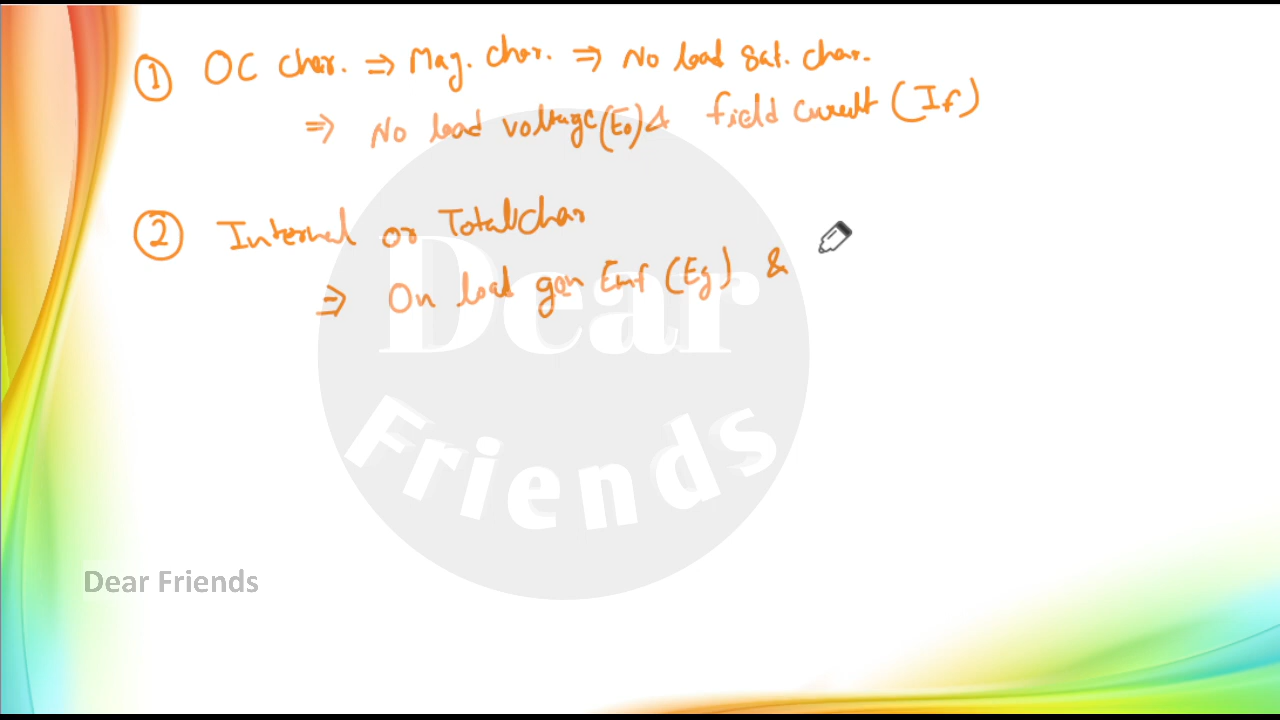 ① OC Char. ⇒ Mag. Char. ⇒ No load Sat. char.
⇒ No load voltage (E₀) & field current (If)
② Internal or Total Char
⇒ On load gen Emf (Eg) &
Dear
Friends
Dear Friends